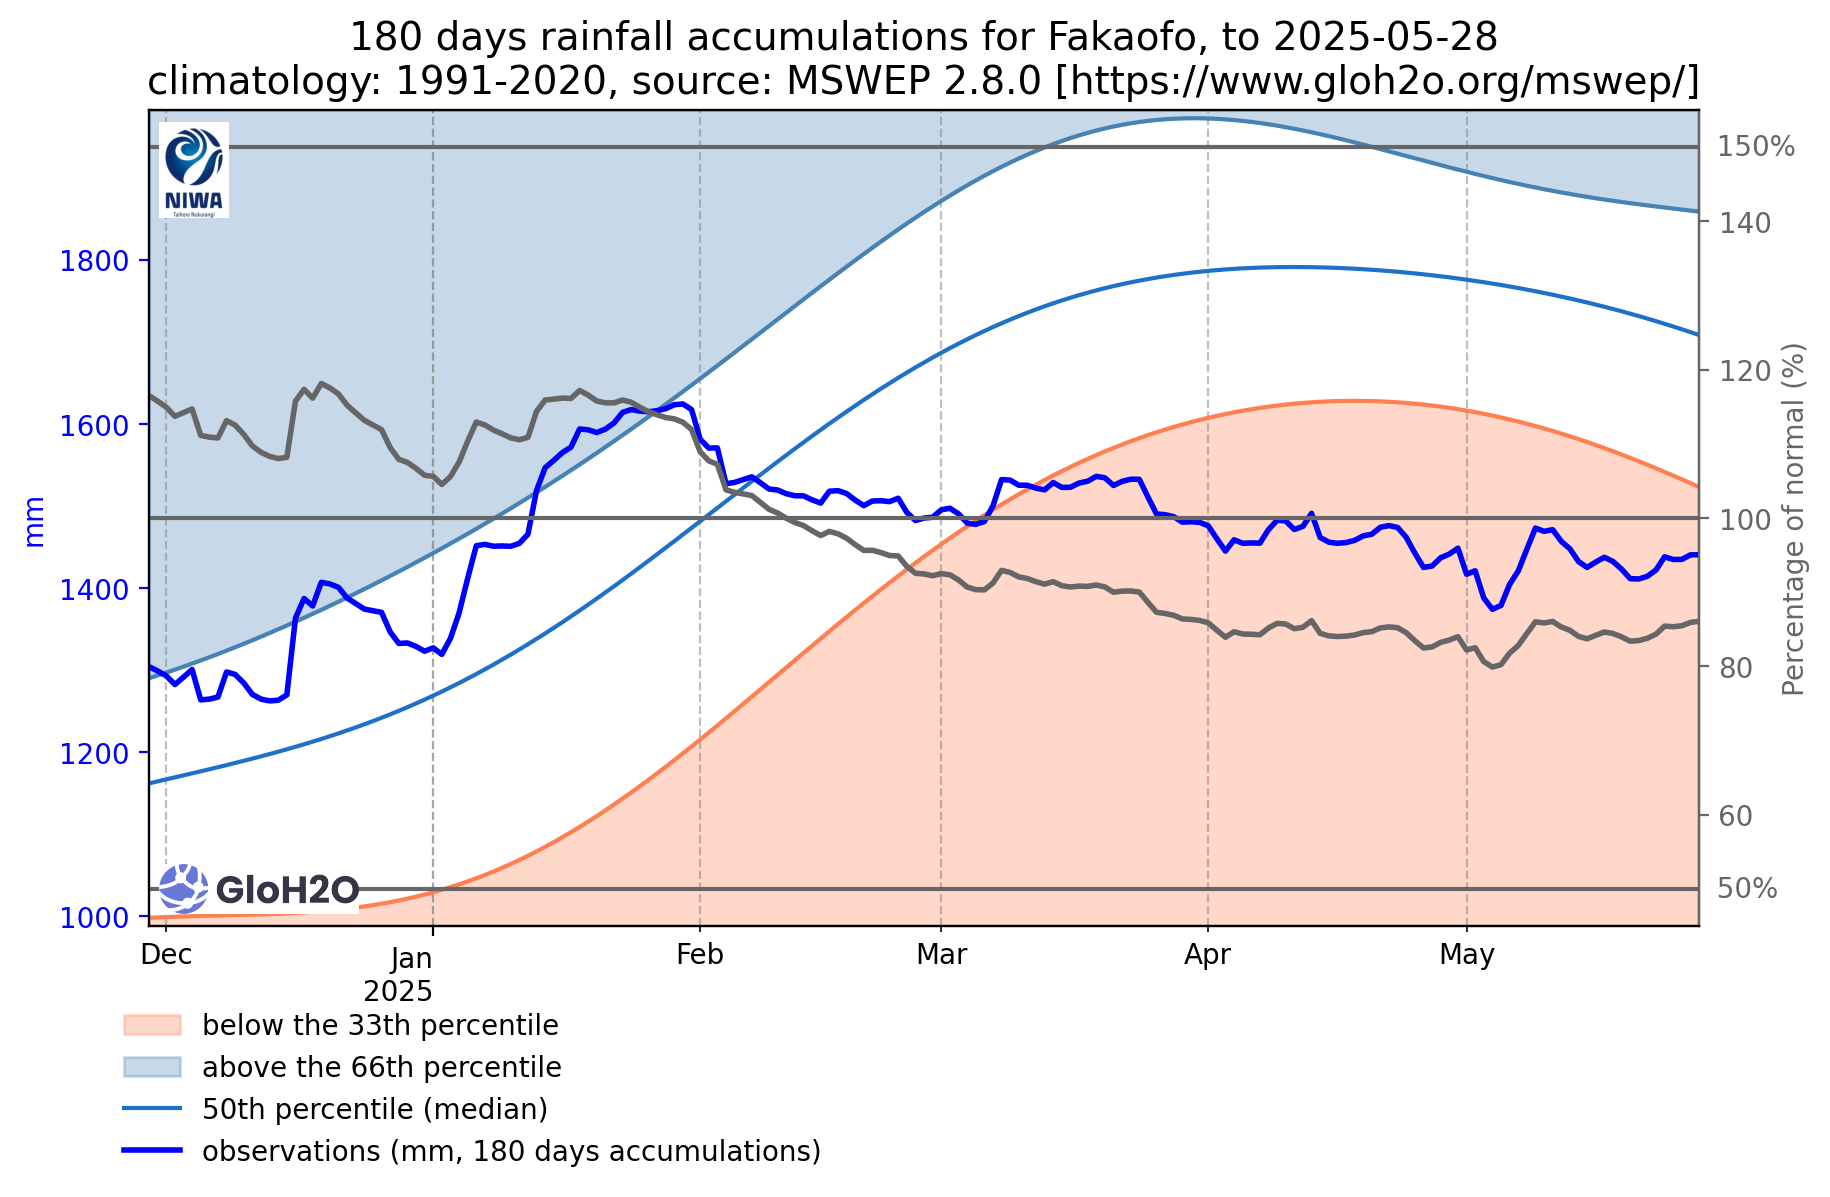 180 days rainfall accumulations for Fakaofo, to 2025-05-28
climatology: 1991-2020, source: MSWEP 2.8.0 [https://www.gloh2o.org/mswep/]
NIWA
Taihoro Nukurangi
150%
140
120
100
80
60
50%
Percentage of normal (%)
1800
1600
1400
1200
1000
mm
GloH2O
Dec
Jan
2025
Feb
Mar
Apr
May
below the 33th percentile
above the 66th percentile
50th percentile (median)
observations (mm, 180 days accumulations)